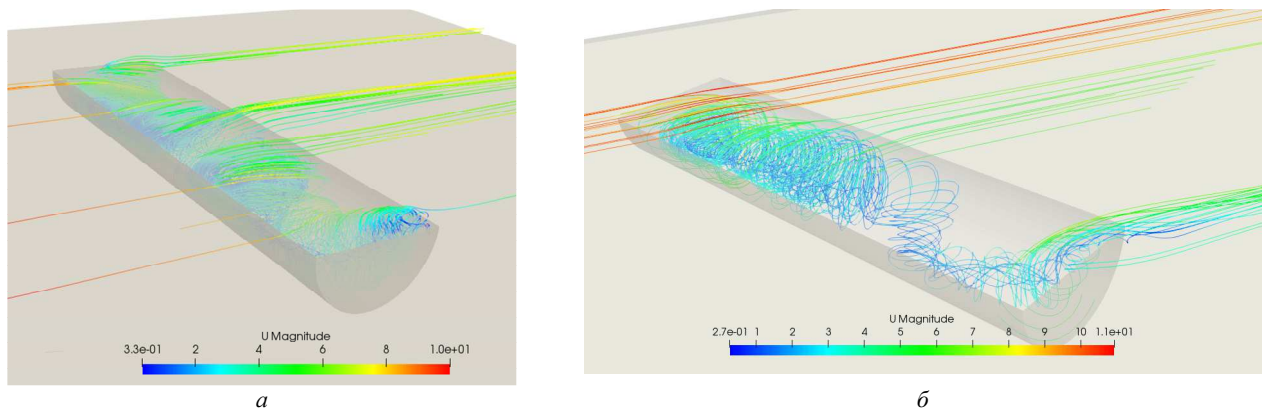 U Magnitude
3.3e-01 2 4 6 8 1.0e+01
а
U Magnitude
2.7e-01 1 2 3 4 5 6 7 8 9 10 1.1e+01
б